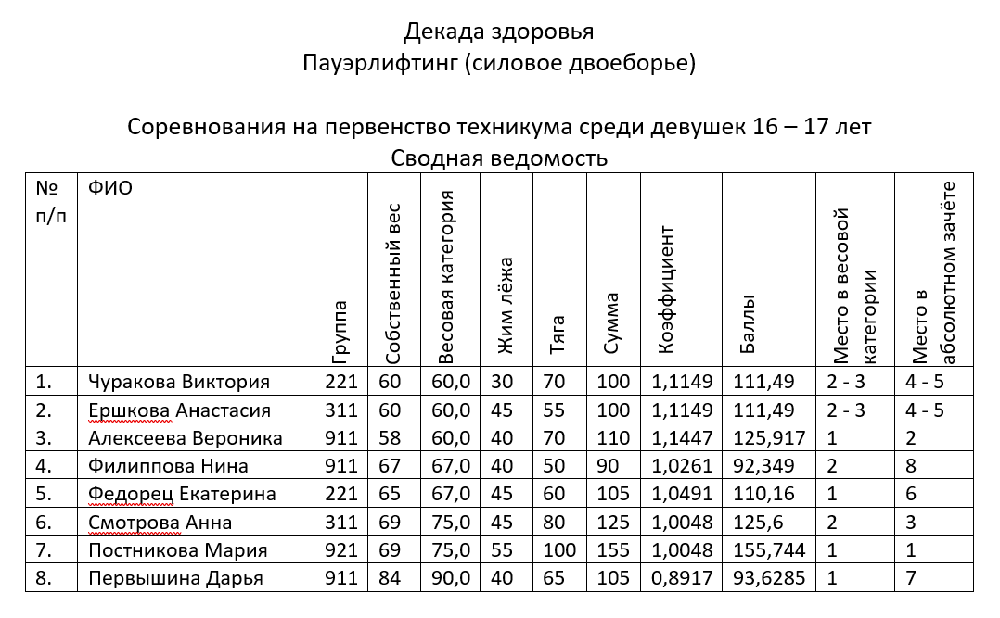 Декада здоровья
Пауэрлифтинг (силовое двоеборье)
Соревнования на первенство техникума среди девушек 16 – 17 лет
Сводная ведомость
№ п/п ФИО Группа Собственный вес Весовая категория Жим лёжа Тяга Сумма Коэффициент Баллы Место в весовой категории Место в абсолютном зачёте
1. Чуракова Виктория 221 60 60,0 30 70 100 1,1149 111,49 2 - 3 4 - 5
2. Ершкова Анастасия 311 60 60,0 45 55 100 1,1149 111,49 2 - 3 4 - 5
3. Алексеева Вероника 911 58 60,0 40 70 110 1,1447 125,917 1 2
4. Филиппова Нина 911 67 67,0 40 50 90 1,0261 92,349 2 8
5. Федорец Екатерина 221 65 67,0 45 60 105 1,0491 110,16 1 6
6. Смотрова Анна 311 69 75,0 45 80 125 1,0048 125,6 2 3
7. Постникова Мария 921 69 75,0 55 100 155 1,0048 155,744 1 1
8. Первышина Дарья 911 84 90,0 40 65 105 0,8917 93,6285 1 7